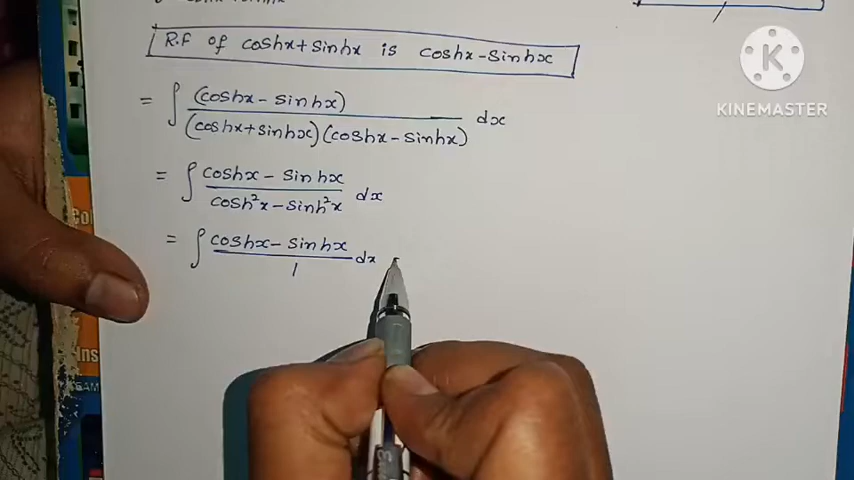 R.F of coshx+sinhx is coshx-sinhx
= ∫ (coshx - sinhx) / (coshx+sinhx)(coshx-sinhx) dx
= ∫ coshx - sinhx / cosh²x - sinh²x dx
= ∫ coshx - sinhx / 1 dx
K
KINEMASTER